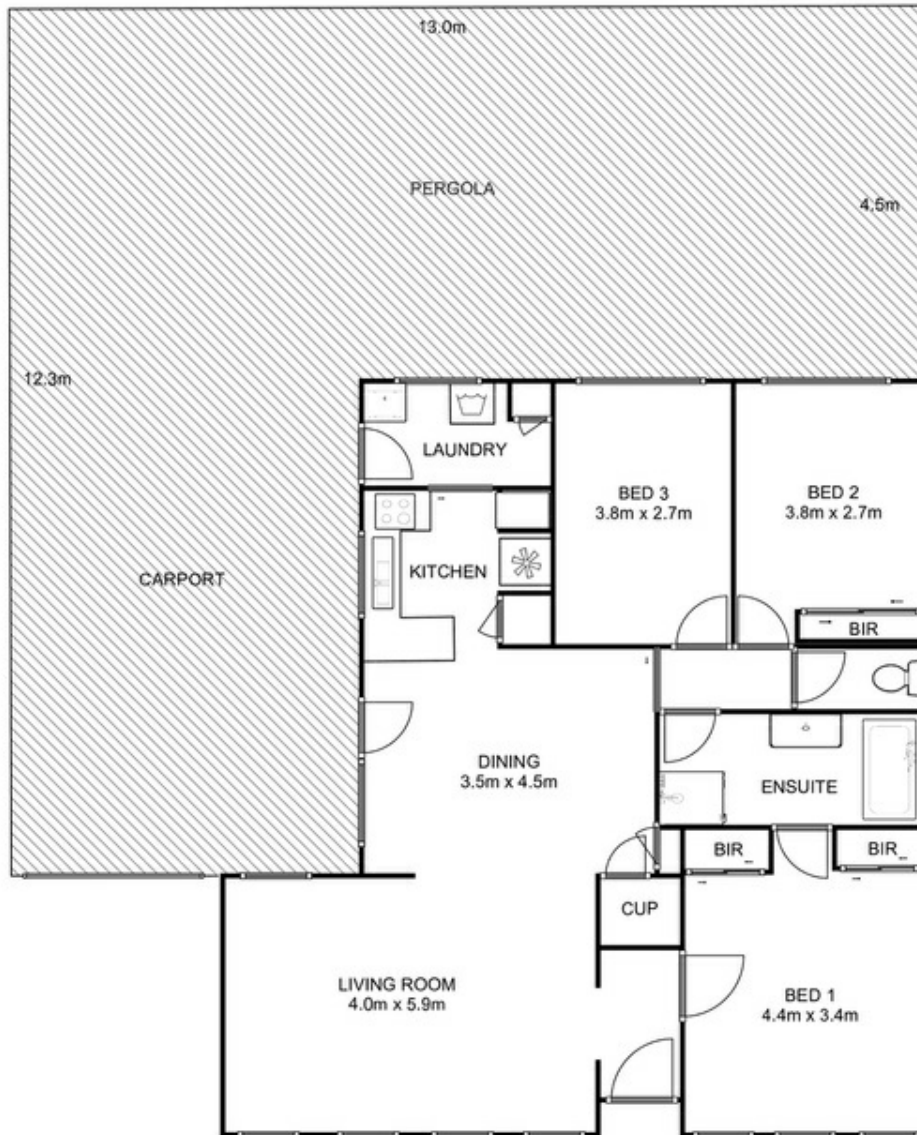 13.0m
PERGOLA
4.5m
12.3m
LAUNDRY
BED 3
3.8m x 2.7m
BED 2
3.8m x 2.7m
KITCHEN
CARPORT
BIR
DINING
3.5m x 4.5m
ENSUITE
BIR
BIR
CUP
LIVING ROOM
4.0m x 5.9m
BED 1
4.4m x 3.4m